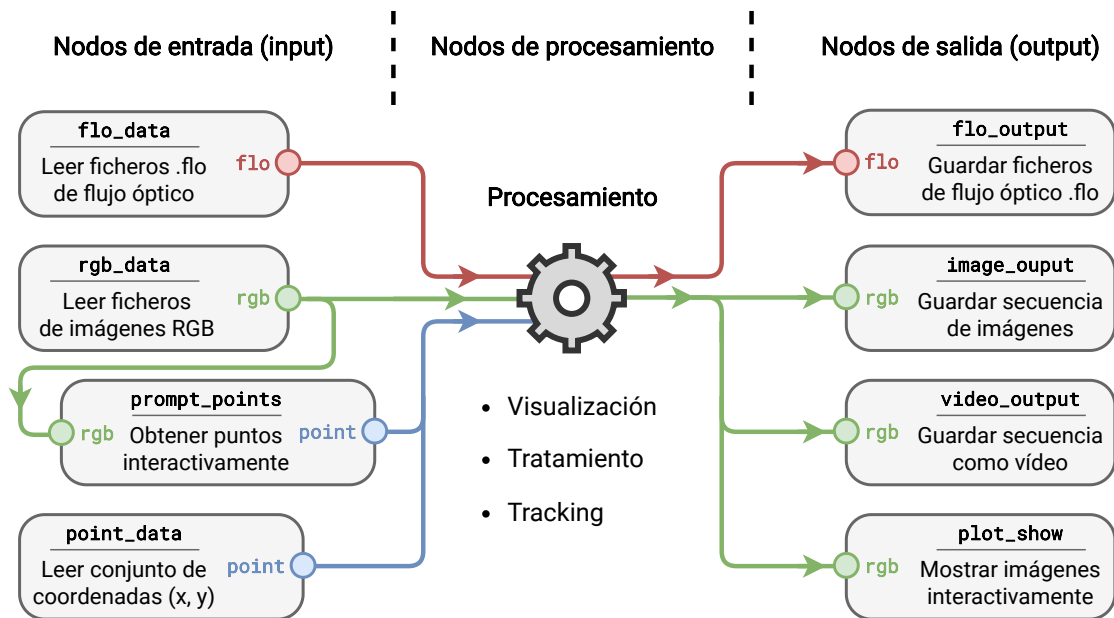 Nodos de entrada (input)
Nodos de procesamiento
Nodos de salida (output)
flo_data
Leer ficheros .flo
de flujo óptico
flo
rgb_data
Leer ficheros
de imágenes RGB
rgb
prompt_points
rgb
Obtener puntos
interactivamente
point
point_data
Leer conjunto de
coordenadas (x, y)
point
Procesamiento
• Visualización
• Tratamiento
• Tracking
flo_output
flo
Guardar ficheros
de flujo óptico .flo
image_ouput
rgb
Guardar secuencia
de imágenes
video_output
rgb
Guardar secuencia
como vídeo
plot_show
rgb
Mostrar imágenes
interactivamente